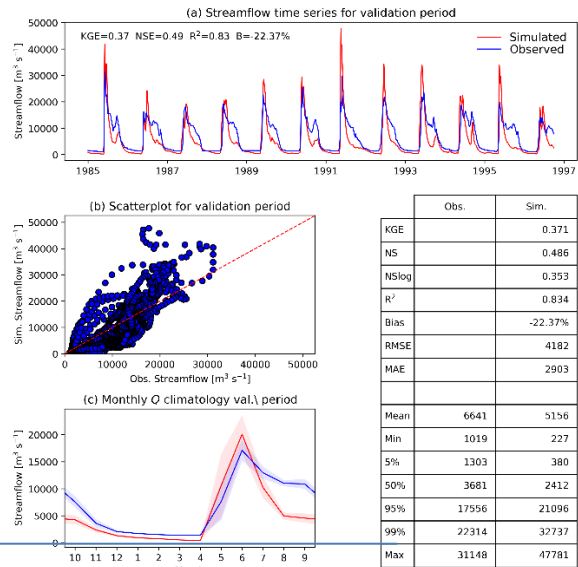 (a) Streamflow time series for validation period
KGE=0.37 NSE=0.49 R²=0.83 B=-22.37%
Simulated
Observed
Streamflow [m³ s⁻¹]
50000
40000
30000
20000
10000
0
1985 1987 1989 1991 1993 1995 1997
(b) Scatterplot for validation period
Sim. Streamflow [m³ s⁻¹]
50000
40000
30000
20000
10000
0
0 10000 20000 30000 40000 50000
Obs. Streamflow [m³ s⁻¹]
(c) Monthly Q climatology val.\ period
Streamflow [m³ s⁻¹]
20000
15000
10000
5000
0
10 11 12 1 2 3 4 5 6 7 8 9
Obs. Sim.
KGE 0.371
NS 0.486
NSlog 0.353
R² 0.834
Bias -22.37%
RMSE 4182
MAE 2903
Mean 6641 5156
Min 1019 227
5% 1303 380
50% 3681 2412
95% 17556 21096
99% 22314 32737
Max 31148 47781